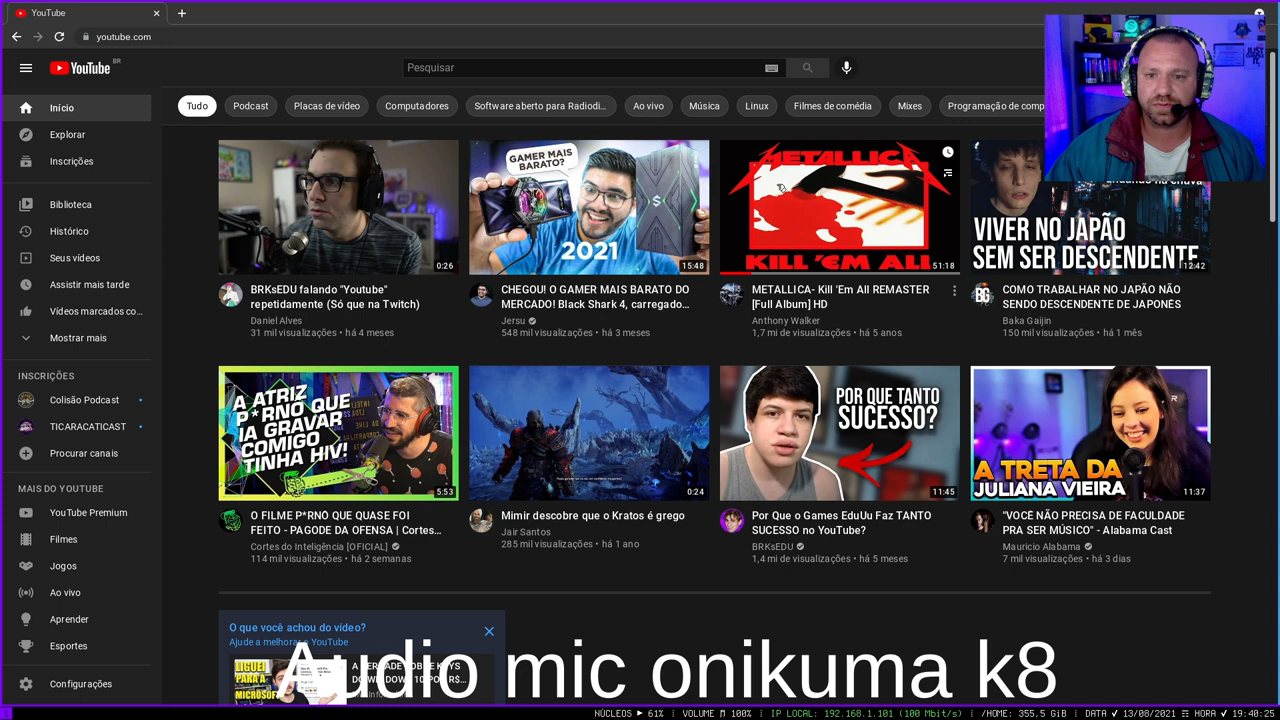 YouTube
youtube.com
YouTube BR
Pesquisar
Tudo
Podcast
Placas de vídeo
Computadores
Software aberto para Radiodi...
Ao vivo
Música
Linux
Filmes de comédia
Mixes
Programação de comp
Início
Explorar
Inscrições
Biblioteca
Histórico
Seus vídeos
Assistir mais tarde
Vídeos marcados co...
Mostrar mais
INSCRIÇÕES
Colisão Podcast
TICARACATICAST
Procurar canais
MAIS DO YOUTUBE
YouTube Premium
Filmes
Jogos
Ao vivo
Aprender
Esportes
Configurações
0:26
BRKsEDU falando "Youtube"
repetidamente (Só que na Twitch)
Daniel Alves
31 mil visualizações • há 4 meses
GAMER MAIS
BARATO?
2021
15:48
CHEGOU! O GAMER MAIS BARATO DO
MERCADO! Black Shark 4, carregado...
Jersu
548 mil visualizações • há 3 meses
METALLICA
KILL 'EM ALL
51:18
METALLICA- Kill 'Em All REMASTER
[Full Album] HD
Anthony Walker
1,7 mi de visualizações • há 5 anos
VIVER NO JAPÃO
SEM SER DESCENDENTE
12:42
COMO TRABALHAR NO JAPÃO NÃO
SENDO DESCENDENTE DE JAPONÊS
Baka Gaijin
150 mil visualizações • há 1 mês
A ATRIZ
P*RNO QUE
IA GRAVAR
COMIGO
TINHA HIV!
5:53
O FILME P*RNO QUE QUASE FOI
FEITO - PAGODE DA OFENSA | Cortes...
Cortes do Inteligência [OFICIAL]
114 mil visualizações • há 2 semanas
0:24
Mimir descobre que o Kratos é grego
Jair Santos
285 mil visualizações • há 1 ano
POR QUE TANTO
SUCESSO?
11:45
Por Que o Games EduUu Faz TANTO
SUCESSO no YouTube?
BRKsEDU
1,4 mi de visualizações • há 5 meses
A TRETA DA
JULIANA VIEIRA
11:37
"VOCÊ NÃO PRECISA DE FACULDADE
PRA SER MÚSICO" - Alabama Cast
Mauricio Alabama
7 mil visualizações • há 3 dias
O que você achou do vídeo?
Ajude a melhorar o YouTube
LIGUEI
PARA A
MICROSOFT
Audio mic onikuma k8
NÚCLEOS 61% VOLUME 100% IP LOCAL: 192.168.1.101 (100 Mbit/s) /HOME: 355,5 GiB DATA 13/08/2021 HORA 19:40:25